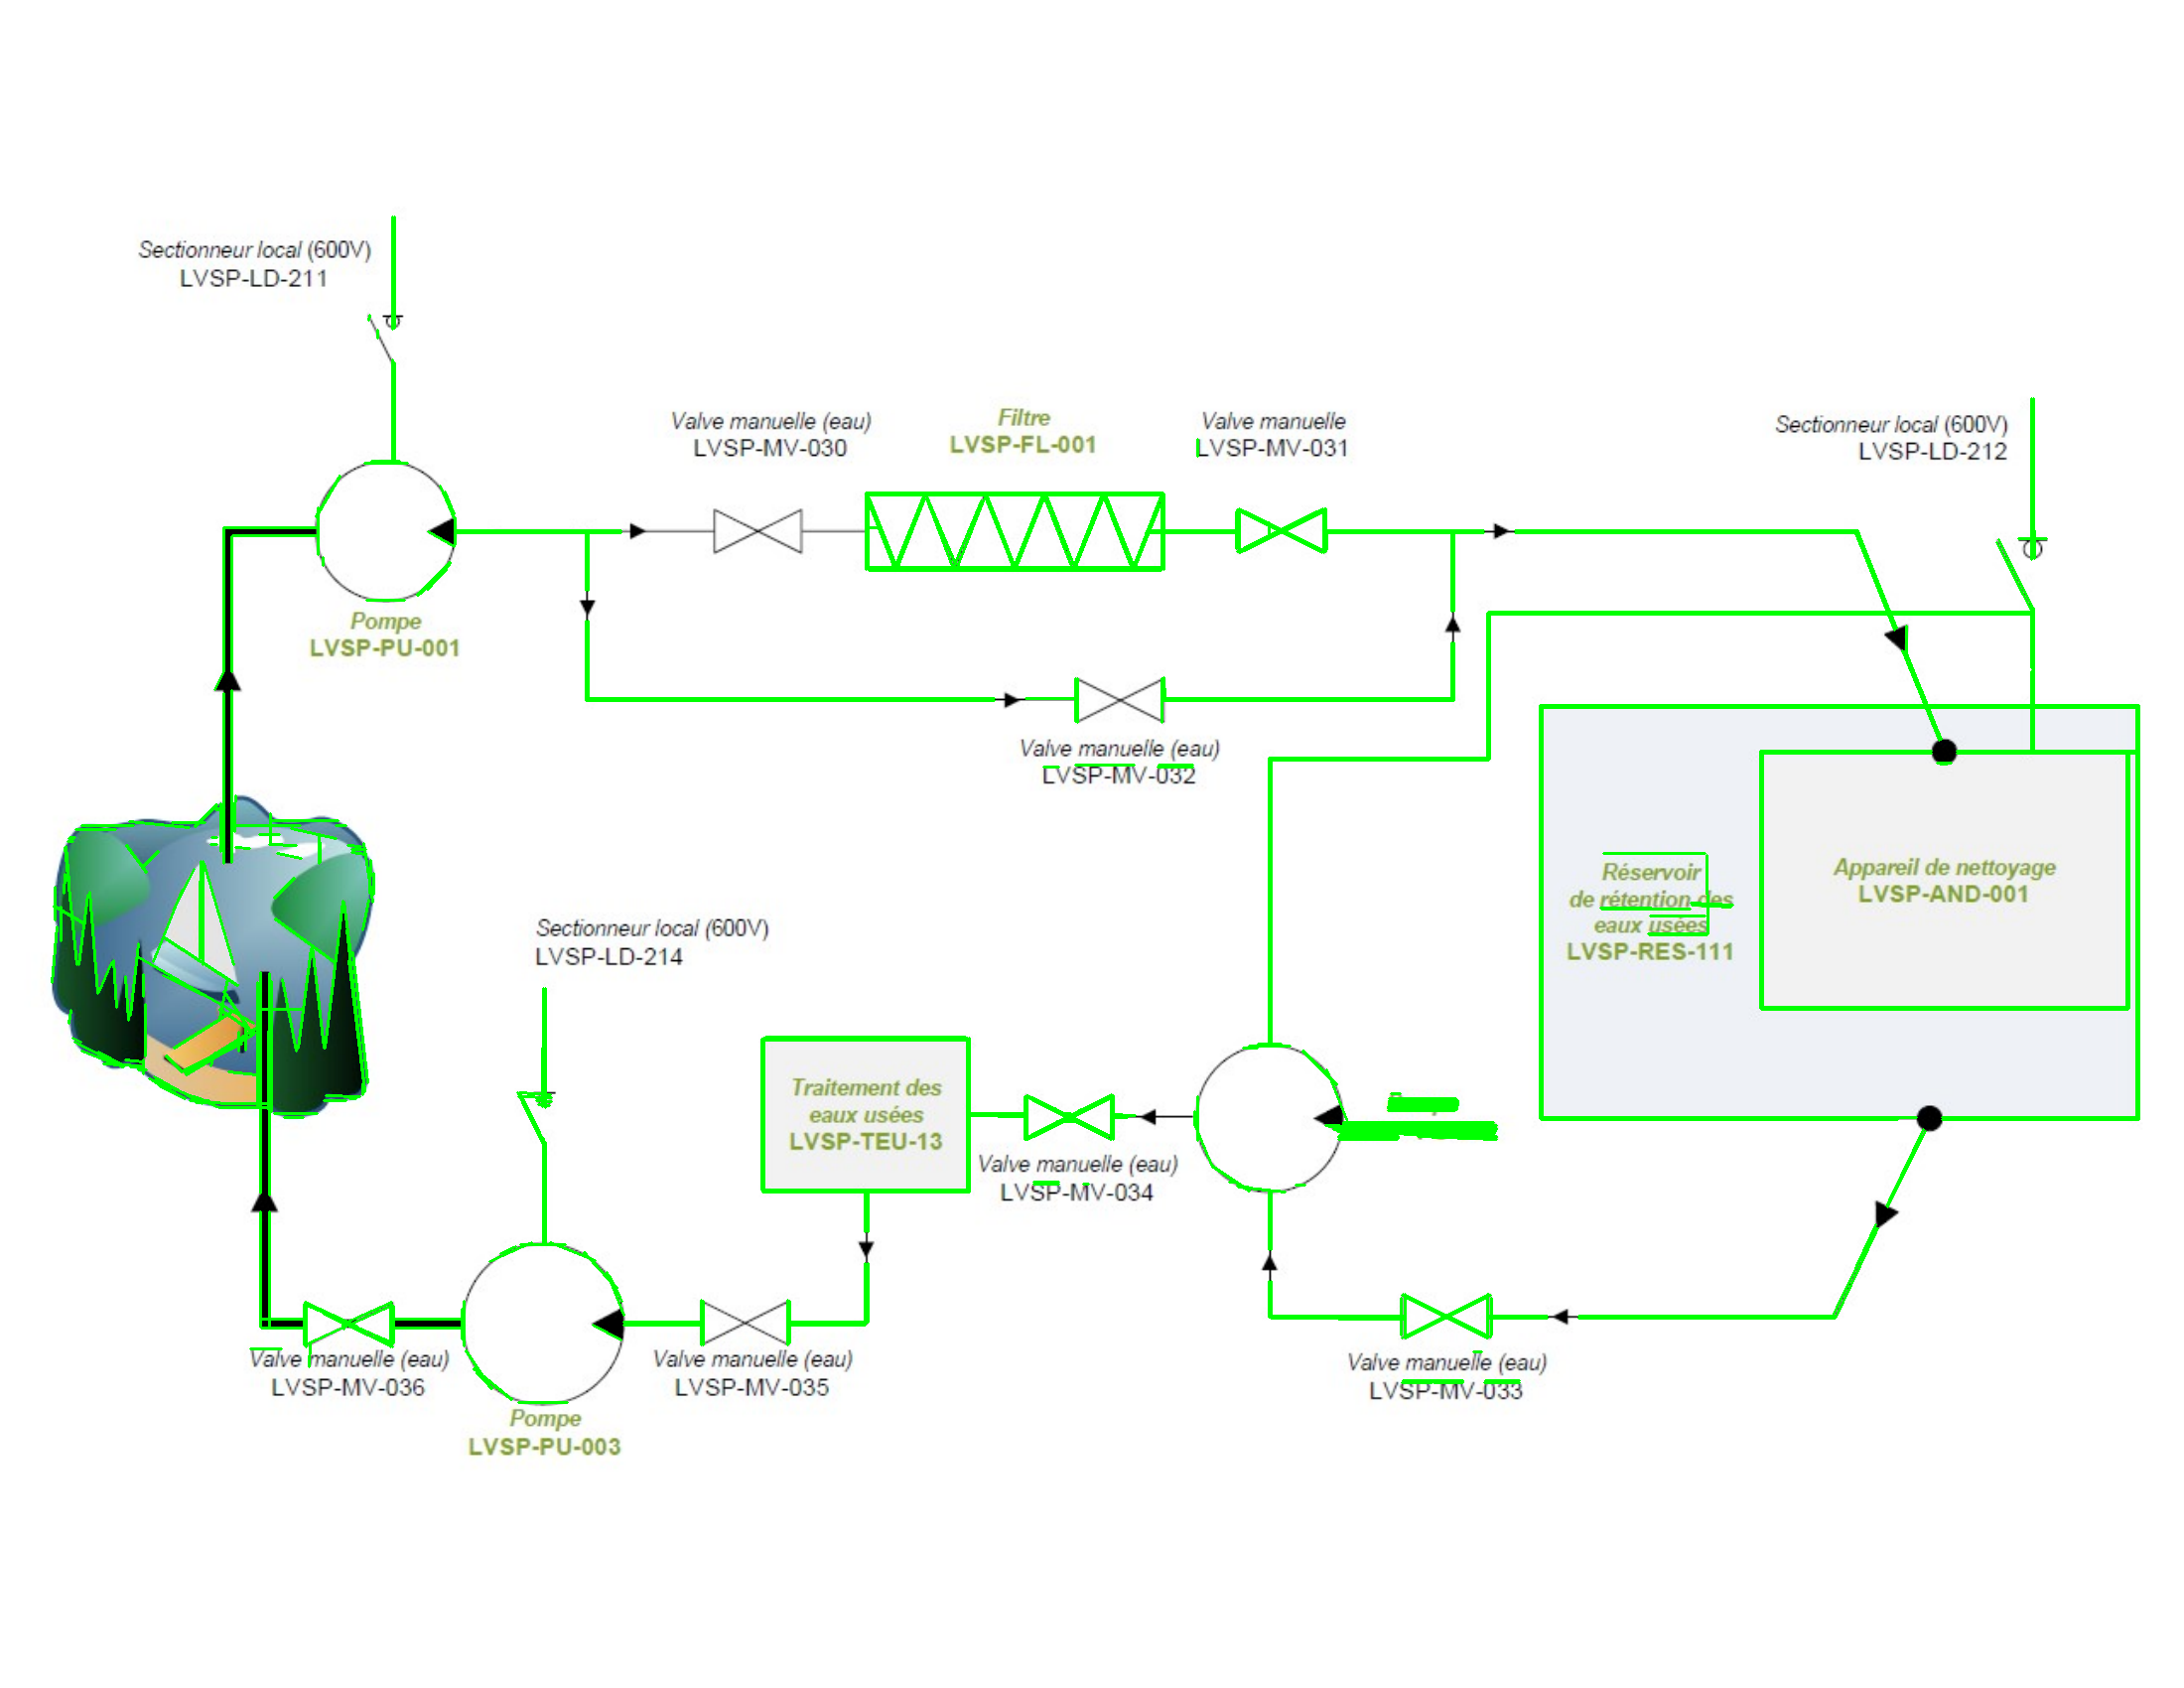 Sectionneur local (600V)
LVSP-LD-211
Valve manuelle (eau)
LVSP-MV-030
Filtre
LVSP-FL-001
Valve manuelle
LVSP-MV-031
Sectionneur local (600V)
LVSP-LD-212
Pompe
LVSP-PU-001
Valve manuelle (eau)
LVSP-MV-032
Réservoir
de rétention des
eaux usées
LVSP-RES-111
Appareil de nettoyage
LVSP-AND-001
Sectionneur local (600V)
LVSP-LD-214
Traitement des
eaux usées
LVSP-TEU-13
Valve manuelle (eau)
LVSP-MV-034
Valve manuelle (eau)
LVSP-MV-036
Valve manuelle (eau)
LVSP-MV-035
Valve manuelle (eau)
LVSP-MV-033
Pompe
LVSP-PU-003